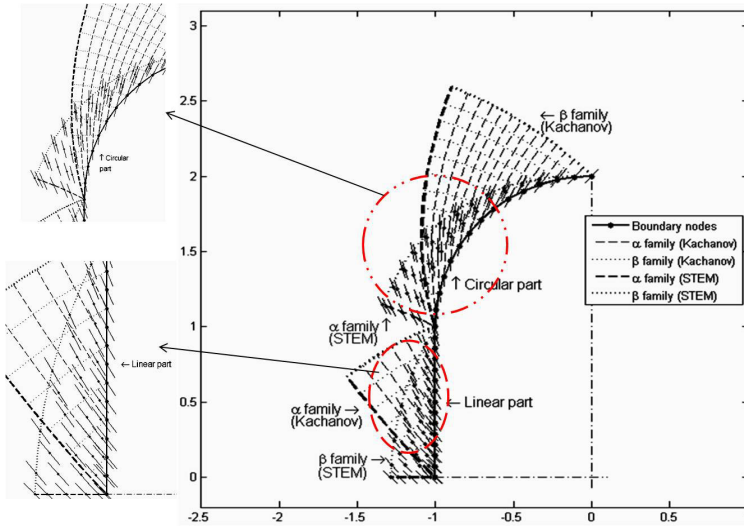 3
2.5
2
1.5
1
0.5
0
-2.5
-2
-1.5
-1
-0.5
0
0.5
← β family
(Kachanov)
Boundary nodes
α family (Kachanov)
β family (Kachanov)
α family (STEM)
β family (STEM)
↑ Circular part
α family ↑
(STEM)
← Linear part
α family →
(Kachanov)
β family →
(STEM)
↑ Circular
part
← Linear part